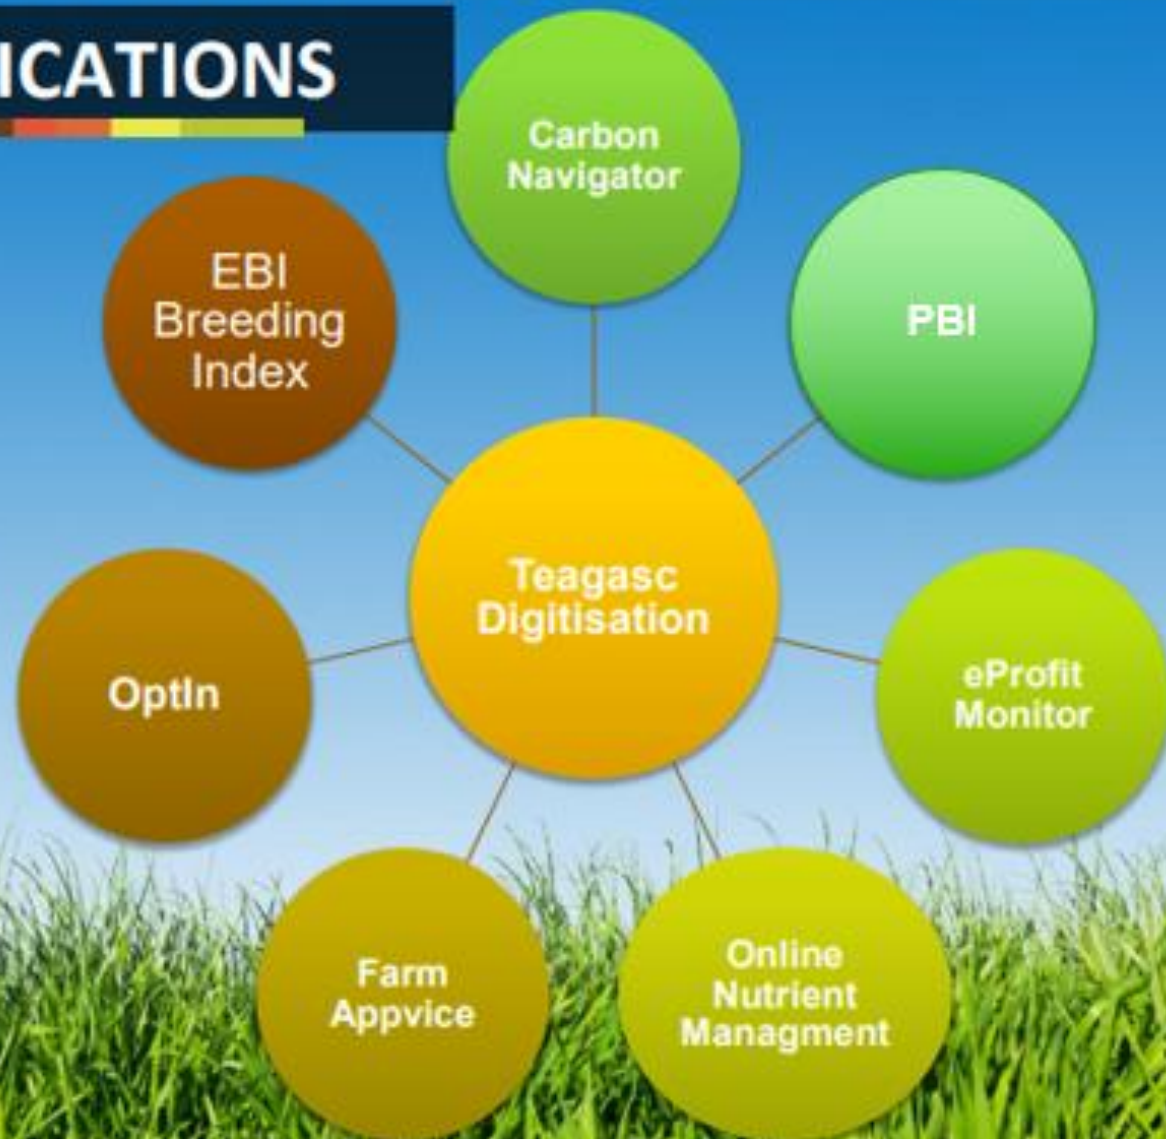 ICATIONS
Carbon
Navigator
EBI
Breeding
Index
PBI
Teagasc
Digitisation
OptIn
eProfit
Monitor
Farm
Appvice
Online
Nutrient
Managment